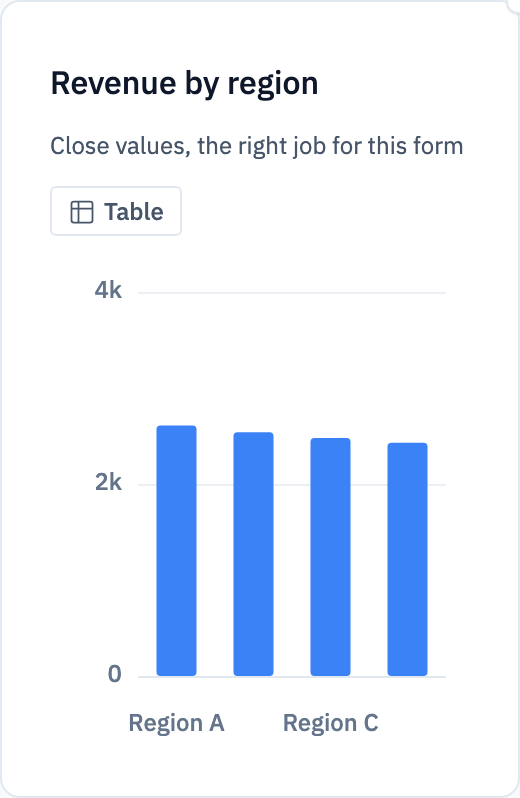 Revenue by region
Close values, the right job for this form
Table
4k
2k
0
Region A
Region C